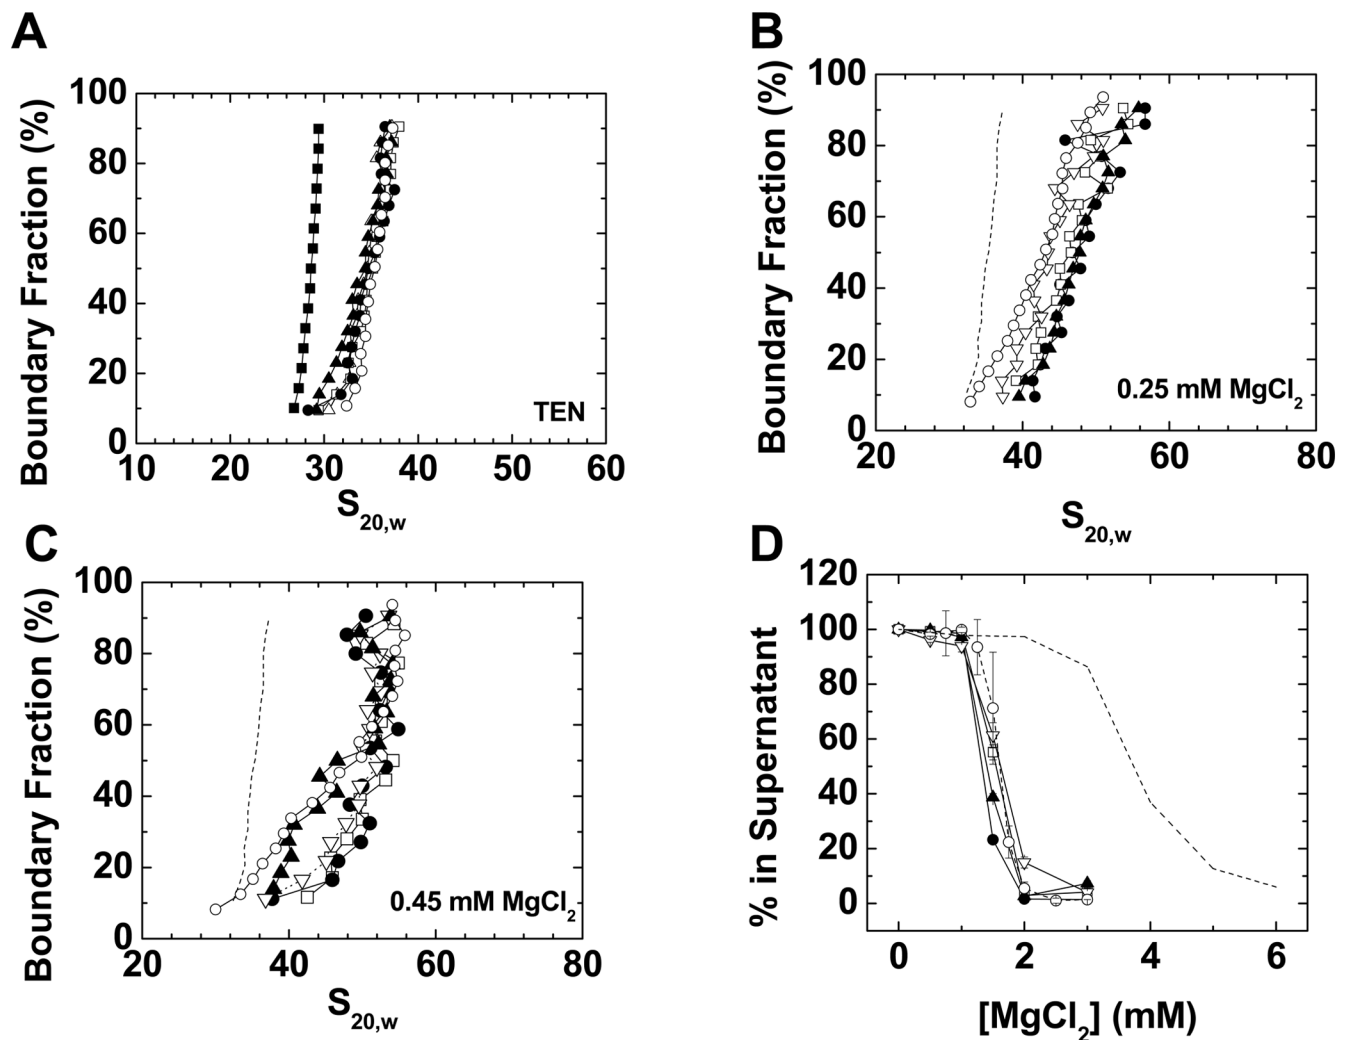 A
Boundary Fraction (%)
100
80
60
40
20
0
TEN
10 20 30 40 50 60
S20,w
B
Boundary Fraction (%)
100
80
60
40
20
0
0.25 mM MgCl2
20 40 60 80
S20,w
C
Boundary Fraction (%)
100
80
60
40
20
0
0.45 mM MgCl2
20 40 60 80
S20,w
D
% in Supernatant
120
100
80
60
40
20
0
0 2 4 6
[MgCl2] (mM)